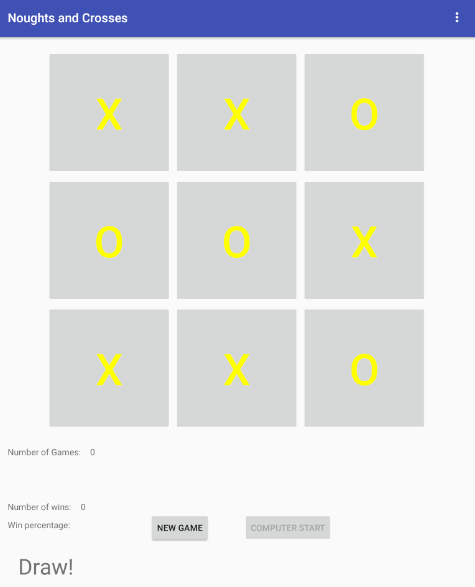 Noughts and Crosses
X X O
O O X
X X O
Number of Games: 0
Number of wins: 0
Win percentage:
NEW GAME COMPUTER START
Draw!